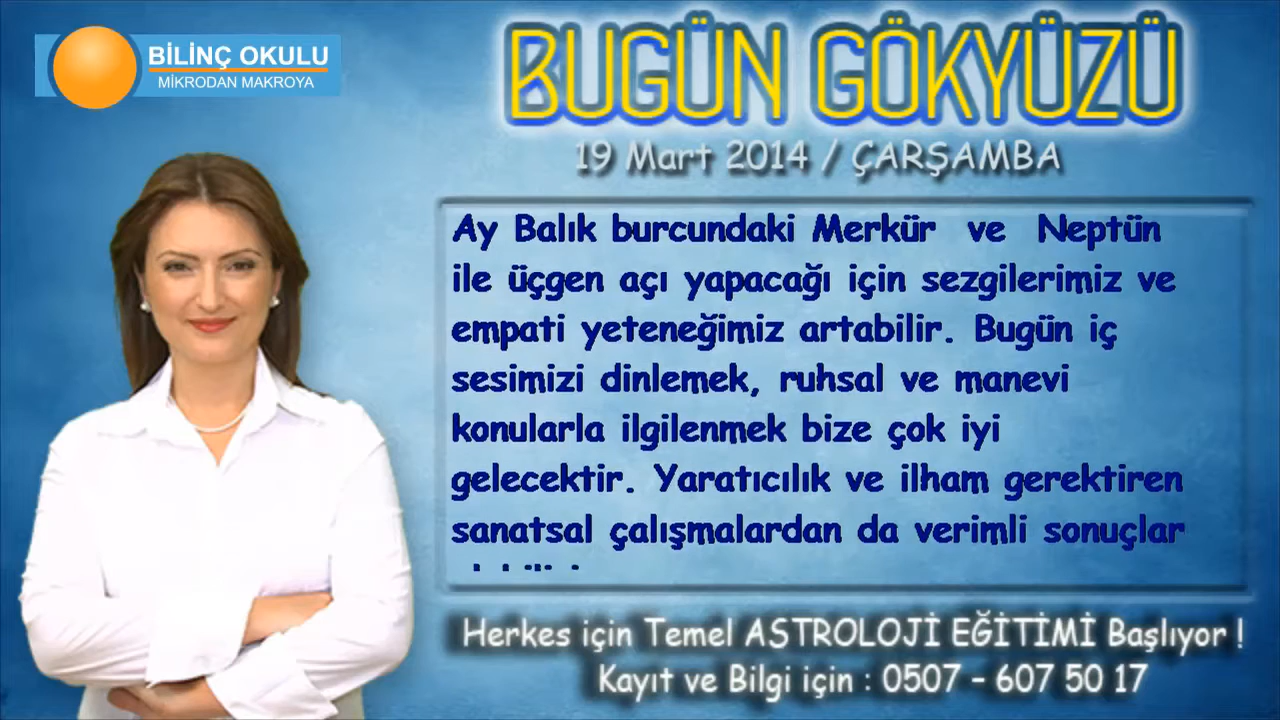 BİLİNÇ OKULU
MİKRODAN MAKROYA
BUGÜN GÖKYÜZÜ
19 Mart 2014 / ÇARŞAMBA
Ay Balık burcundaki Merkür ve Neptün
ile üçgen açı yapacağı için sezgilerimiz ve
empati yeteneğimiz artabilir. Bugün iç
sesimizi dinlemek, ruhsal ve manevi
konularla ilgilenmek bize çok iyi
gelecektir. Yaratıcılık ve ilham gerektiren
sanatsal çalışmalardan da verimli sonuçlar
Herkes için Temel ASTROLOJİ EĞİTİMİ Başlıyor !
Kayıt ve Bilgi için : 0507 – 607 50 17